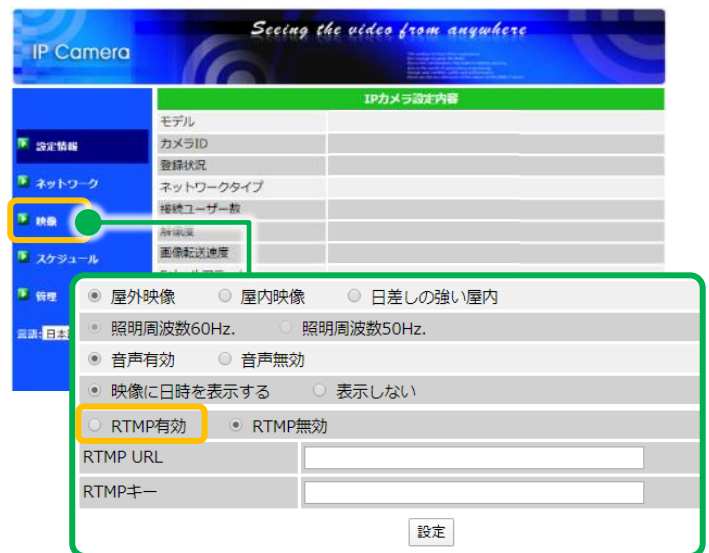 Seeing the video from anywhere
IP Camera
IPカメラ設定内容
モデル
設定情報
カメラID
登録状況
ネットワーク
ネットワークタイプ
接続ユーザー数
映像
解像度
スケジュール
画像転送速度
管理
言語:日本
屋外映像 屋内映像 日差しの強い屋内
照明周波数60Hz. 照明周波数50Hz.
音声有効 音声無効
映像に日時を表示する 表示しない
RTMP有効 RTMP無効
RTMP URL
RTMPキー
設定